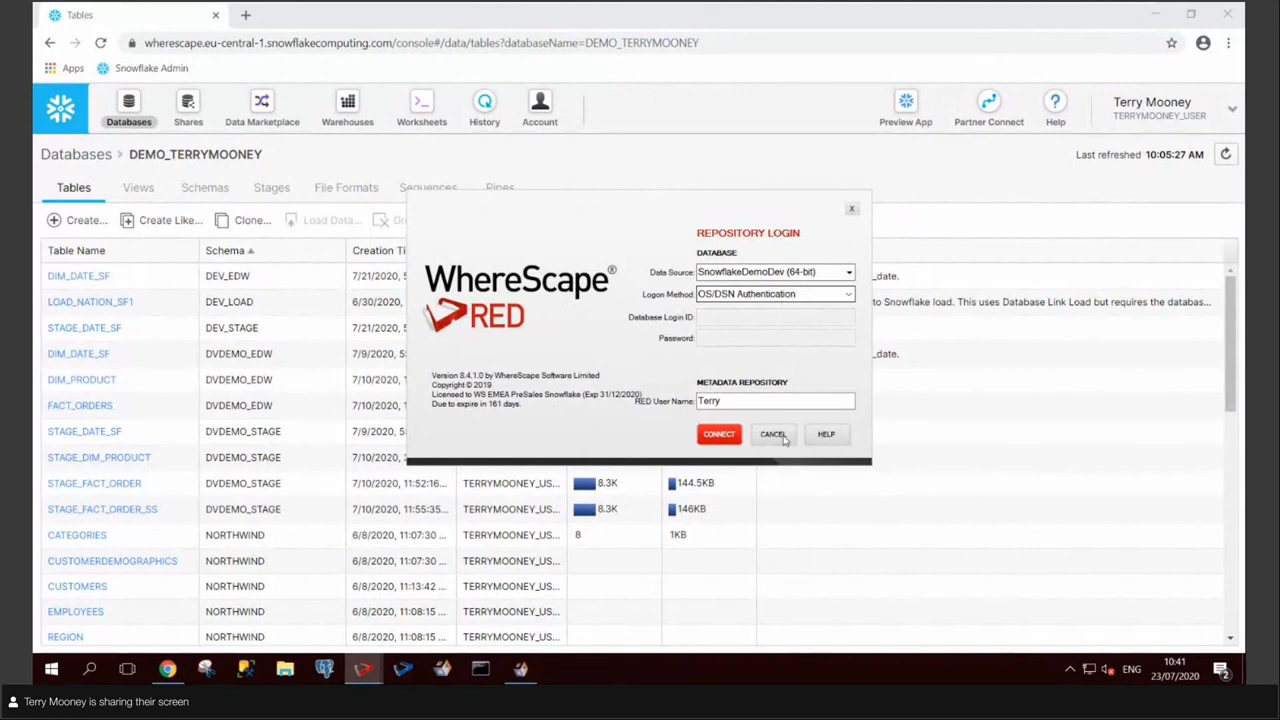 Tables
wherescape.eu-central-1.snowflakecomputing.com/console#/data/tables?databaseName=DEMO_TERRYMOONEY
Apps Snowflake Admin
Databases Shares Data Marketplace Warehouses Worksheets History Account Preview App Partner Connect Help
Terry Mooney
TERRYMOONEY_USER
Databases > DEMO_TERRYMOONEY
Last refreshed 10:05:27 AM
Tables Views Schemas Stages File Formats Sequences Pipes
Create... Create Like... Clone... Load Data...
Table Name Schema Creation Ti
DIM_DATE_SF DEV_EDW 7/21/2020, 5 _date.
LOAD_NATION_SF1 DEV_LOAD 6/30/2020, to Snowflake load. This uses Database Link Load but requires the databas...
STAGE_DATE_SF DEV_STAGE 7/21/2020, 5
DIM_DATE_SF DVDEMO_EDW 7/9/2020, 5: _date.
DIM_PRODUCT DVDEMO_EDW 7/10/2020,
FACT_ORDERS DVDEMO_EDW 7/10/2020,
STAGE_DATE_SF DVDEMO_STAGE 7/9/2020, 5:
STAGE_DIM_PRODUCT DVDEMO_STAGE 7/10/2020,
STAGE_FACT_ORDER DVDEMO_STAGE 7/10/2020, 11:52:16... TERRYMOONEY_US... 8.3K 144.5KB
STAGE_FACT_ORDER_SS DVDEMO_STAGE 7/10/2020, 11:55:35... TERRYMOONEY_US... 8.3K 146KB
CATEGORIES NORTHWIND 6/8/2020, 11:07:30 ... TERRYMOONEY_US... 8 1KB
CUSTOMERDEMOGRAPHICS NORTHWIND 6/8/2020, 11:07:30 ... TERRYMOONEY_US...
CUSTOMERS NORTHWIND 6/8/2020, 11:13:42 ... TERRYMOONEY_US...
EMPLOYEES NORTHWIND 6/8/2020, 11:08:15 ... TERRYMOONEY_US...
REGION NORTHWIND 6/8/2020, 11:08:15 ... TERRYMOONEY_US...
X
WhereScape®
RED
Version 8.4.1.0 by WhereScape Software Limited
Copyright © 2019
Licensed to WS EMEA PreSales Snowflake (Exp 31/12/2020)
Due to expire in 161 days.
REPOSITORY LOGIN
DATABASE
Data Source: SnowflakeDemoDev (64-bit)
Logon Method: OS/DSN Authentication
Database Login ID:
Password:
METADATA REPOSITORY
RED User Name: Terry
CONNECT CANCEL HELP
ENG
10:41
23/07/2020
2
Terry Mooney is sharing their screen